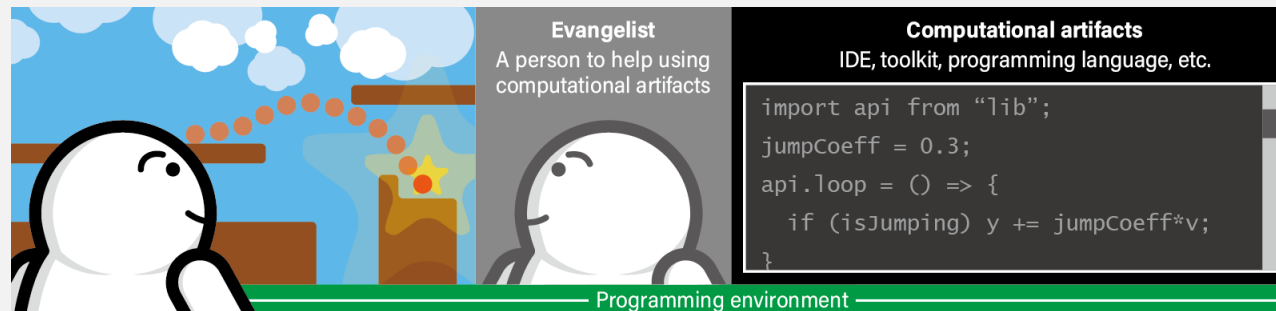 Evangelist
A person to help using
computational artifacts
Computational artifacts
IDE, toolkit, programming language, etc.
import api from “lib”;
jumpCoeff = 0.3;
api.loop = () => {
  if (isJumping) y += jumpCoeff*v;
}
Programming environment